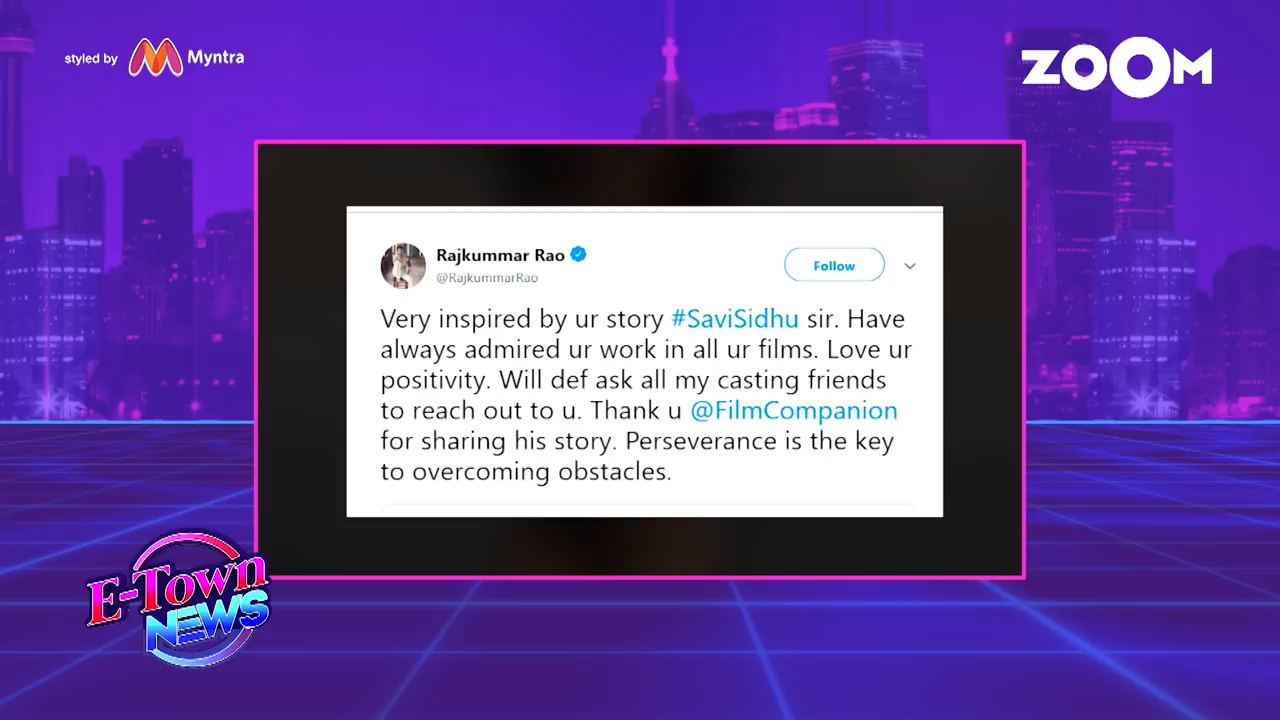 styled by Myntra
ZOOM
Rajkummar Rao
@RajkummarRao
Follow
Very inspired by ur story #SaviSidhu sir. Have
always admired ur work in all ur films. Love ur
positivity. Will def ask all my casting friends
to reach out to u. Thank u @FilmCompanion
for sharing his story. Perseverance is the key
to overcoming obstacles.
E-TOWN
NEWS